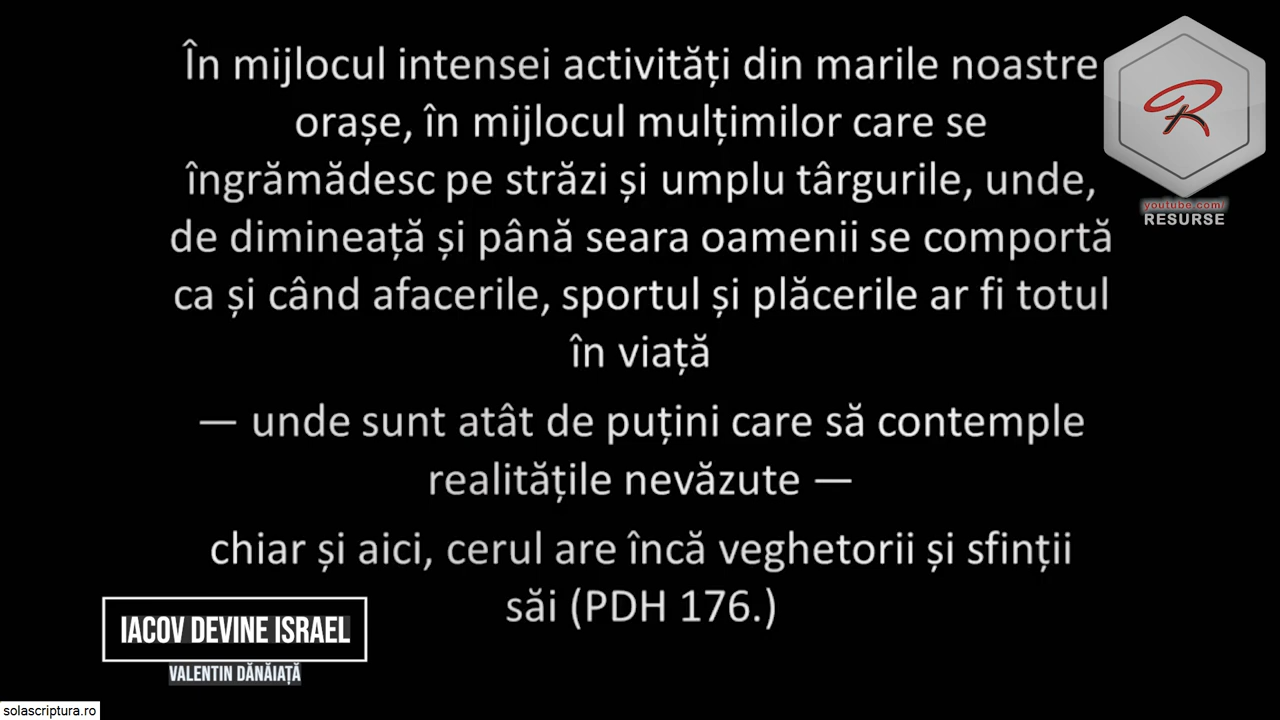 În mijlocul intensei activități din marile noastre
orașe, în mijlocul mulțimilor care se
îngrămădesc pe străzi și umplu târgurile, unde,
de dimineață și până seara oamenii se comportă
ca și când afacerile, sportul și plăcerile ar fi totul
în viață
— unde sunt atât de puțini care să contemple
realitățile nevăzute —
chiar și aici, cerul are încă veghetorii și sfinții
săi (PDH 176.)
R
youtube.com/
RESURSE
IACOV DEVINE ISRAEL
VALENTIN DĂNĂIAȚĂ
solascriptura.ro